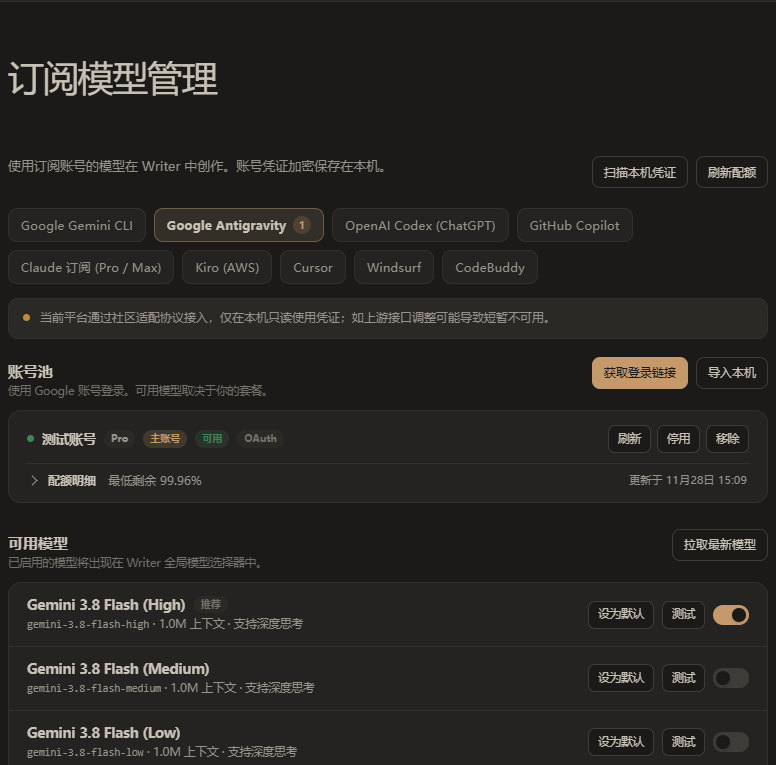 订阅模型管理
使用订阅账号的模型在 Writer 中创作。账号凭证加密保存在本机。
扫描本机凭证 刷新配额
Google Gemini CLI Google Antigravity 1 OpenAI Codex (ChatGPT) GitHub Copilot
Claude 订阅 (Pro / Max) Kiro (AWS) Cursor Windsurf CodeBuddy
当前平台通过社区适配协议接入，仅在本机只读使用凭证；如上游接口调整可能导致短暂不可用。
账号池
使用 Google 账号登录。可用模型取决于你的套餐。
获取登录链接 导入本机
测试账号 Pro 主账号 可用 OAuth 刷新 停用 移除
配额明细 最低剩余 99.96% 更新于 11月28日 15:09
可用模型
已启用的模型将出现在 Writer 全局模型选择器中。
拉取最新模型
Gemini 3.8 Flash (High) 推荐
gemini-3.8-flash-high · 1.0M 上下文 · 支持深度思考
设为默认 测试
Gemini 3.8 Flash (Medium)
gemini-3.8-flash-medium · 1.0M 上下文 · 支持深度思考
设为默认 测试
Gemini 3.8 Flash (Low)
gemini-3.8-flash-low · 1.0M 上下文 · 支持深度思考
设为默认 测试